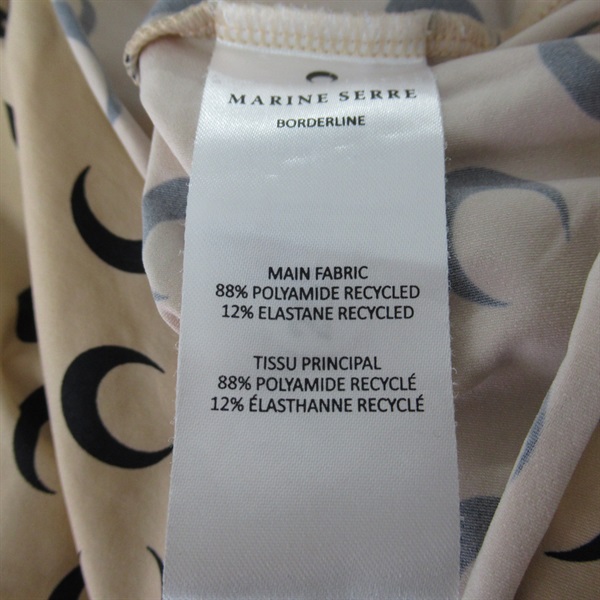 MARINE SERRE
BORDERLINE
MAIN FABRIC
88% POLYAMIDE RECYCLED
12% ELASTANE RECYCLED
TISSU PRINCIPAL
88% POLYAMIDE RECYCLÉ
12% ÉLASTHANNE RECYCLÉ